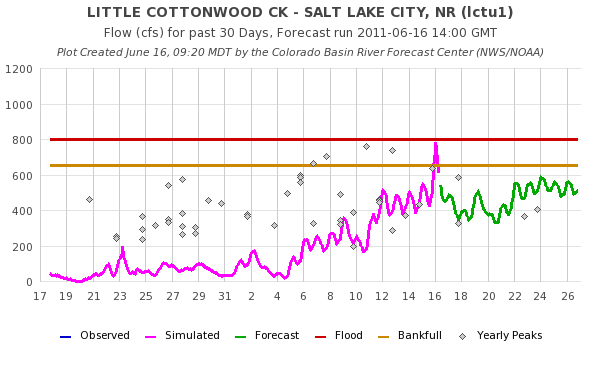 LITTLE COTTONWOOD CK - SALT LAKE CITY, NR (lctu1)
Flow (cfs) for past 30 Days, Forecast run 2011-06-16 14:00 GMT
Plot Created June 16, 09:20 MDT by the Colorado Basin River Forecast Center (NWS/NOAA)
1200
1000
800
600
400
200
0
17 19 21 23 25 27 29 31 2 4 6 8 10 12 14 16 18 20 22 24 26
Observed Simulated Forecast Flood Bankfull Yearly Peaks